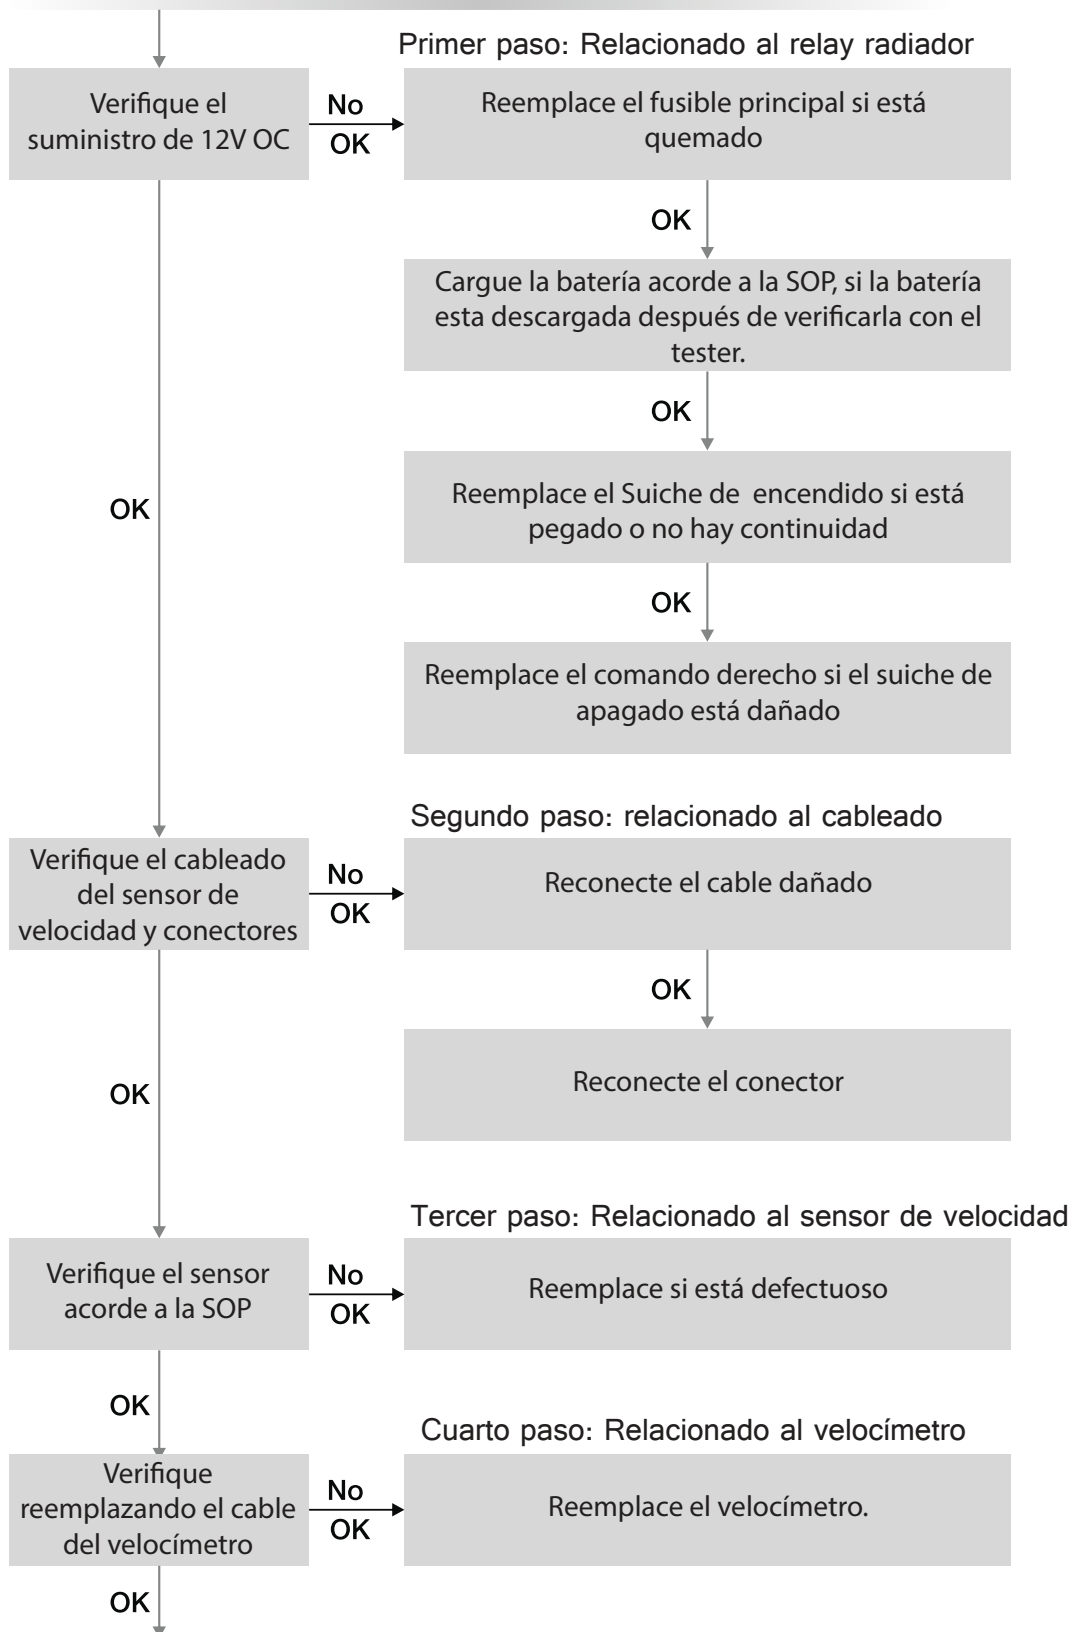 Primer paso: Relacionado al relay radiador
Verifique el
suministro de 12V OC
No
OK
Reemplace el fusible principal si está
quemado
OK
Cargue la batería acorde a la SOP, si la batería
esta descargada después de verificarla con el
tester.
OK
Reemplace el Suiche de encendido si está
pegado o no hay continuidad
OK
OK
Reemplace el comando derecho si el suiche de
apagado está dañado
Segundo paso: relacionado al cableado
Verifique el cableado
del sensor de
velocidad y conectores
No
OK
Reconecte el cable dañado
OK
Reconecte el conector
OK
Tercer paso: Relacionado al sensor de velocidad
Verifique el sensor
acorde a la SOP
No
OK
Reemplace si está defectuoso
OK
Cuarto paso: Relacionado al velocímetro
Verifique
reemplazando el cable
del velocímetro
No
OK
Reemplace el velocímetro.
OK